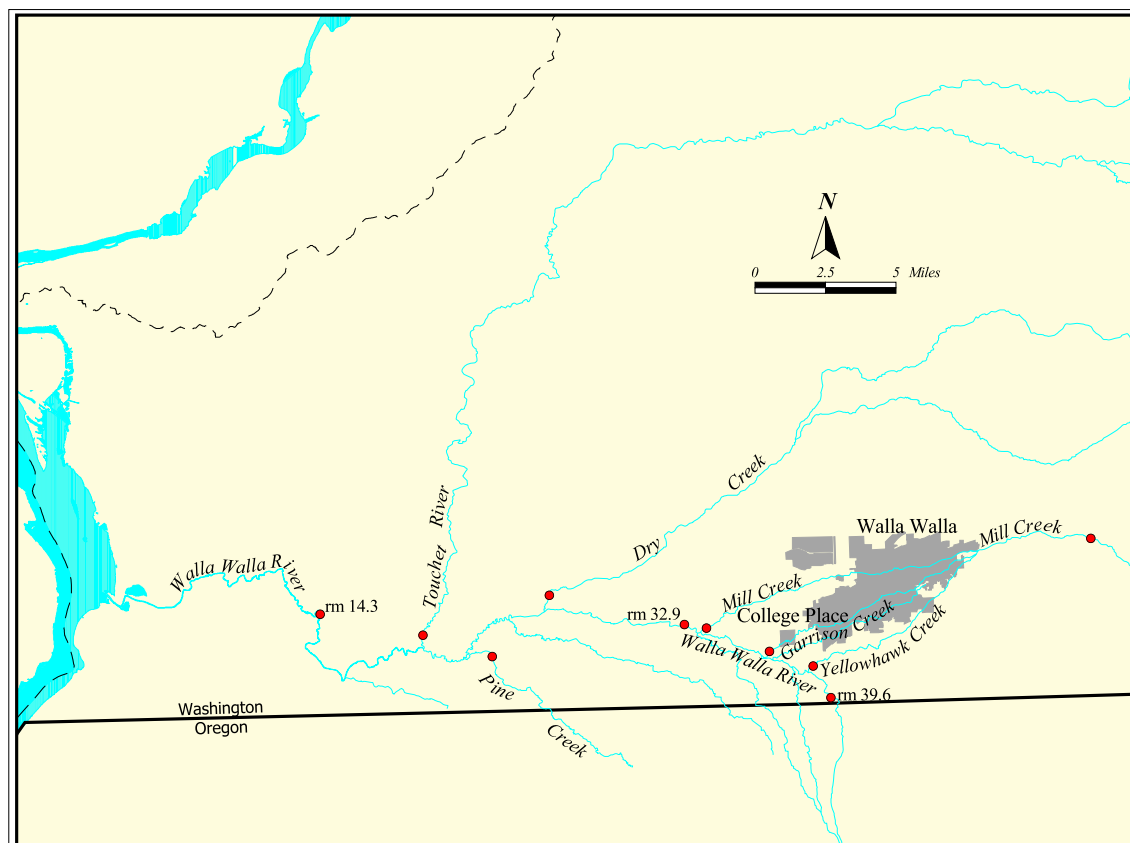 N
0 2.5 5 Miles
Creek
Dry
Touchet River
Walla Walla
Mill Creek
Walla Walla River
rm 14.3
Mill Creek
rm 32.9
College Place
Garrison Creek
Walla Walla River
Yellowhawk Creek
rm 39.6
Pine
Creek
Washington
Oregon